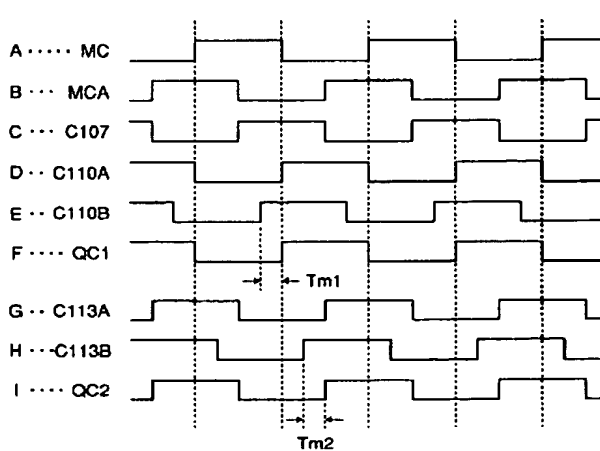 A ····· MC
B ··· MCA
C ··· C107
D ·· C110A
E ·· C110B
F ···· QC1
Tm1
G ·· C113A
H ··· C113B
I ···· QC2
Tm2